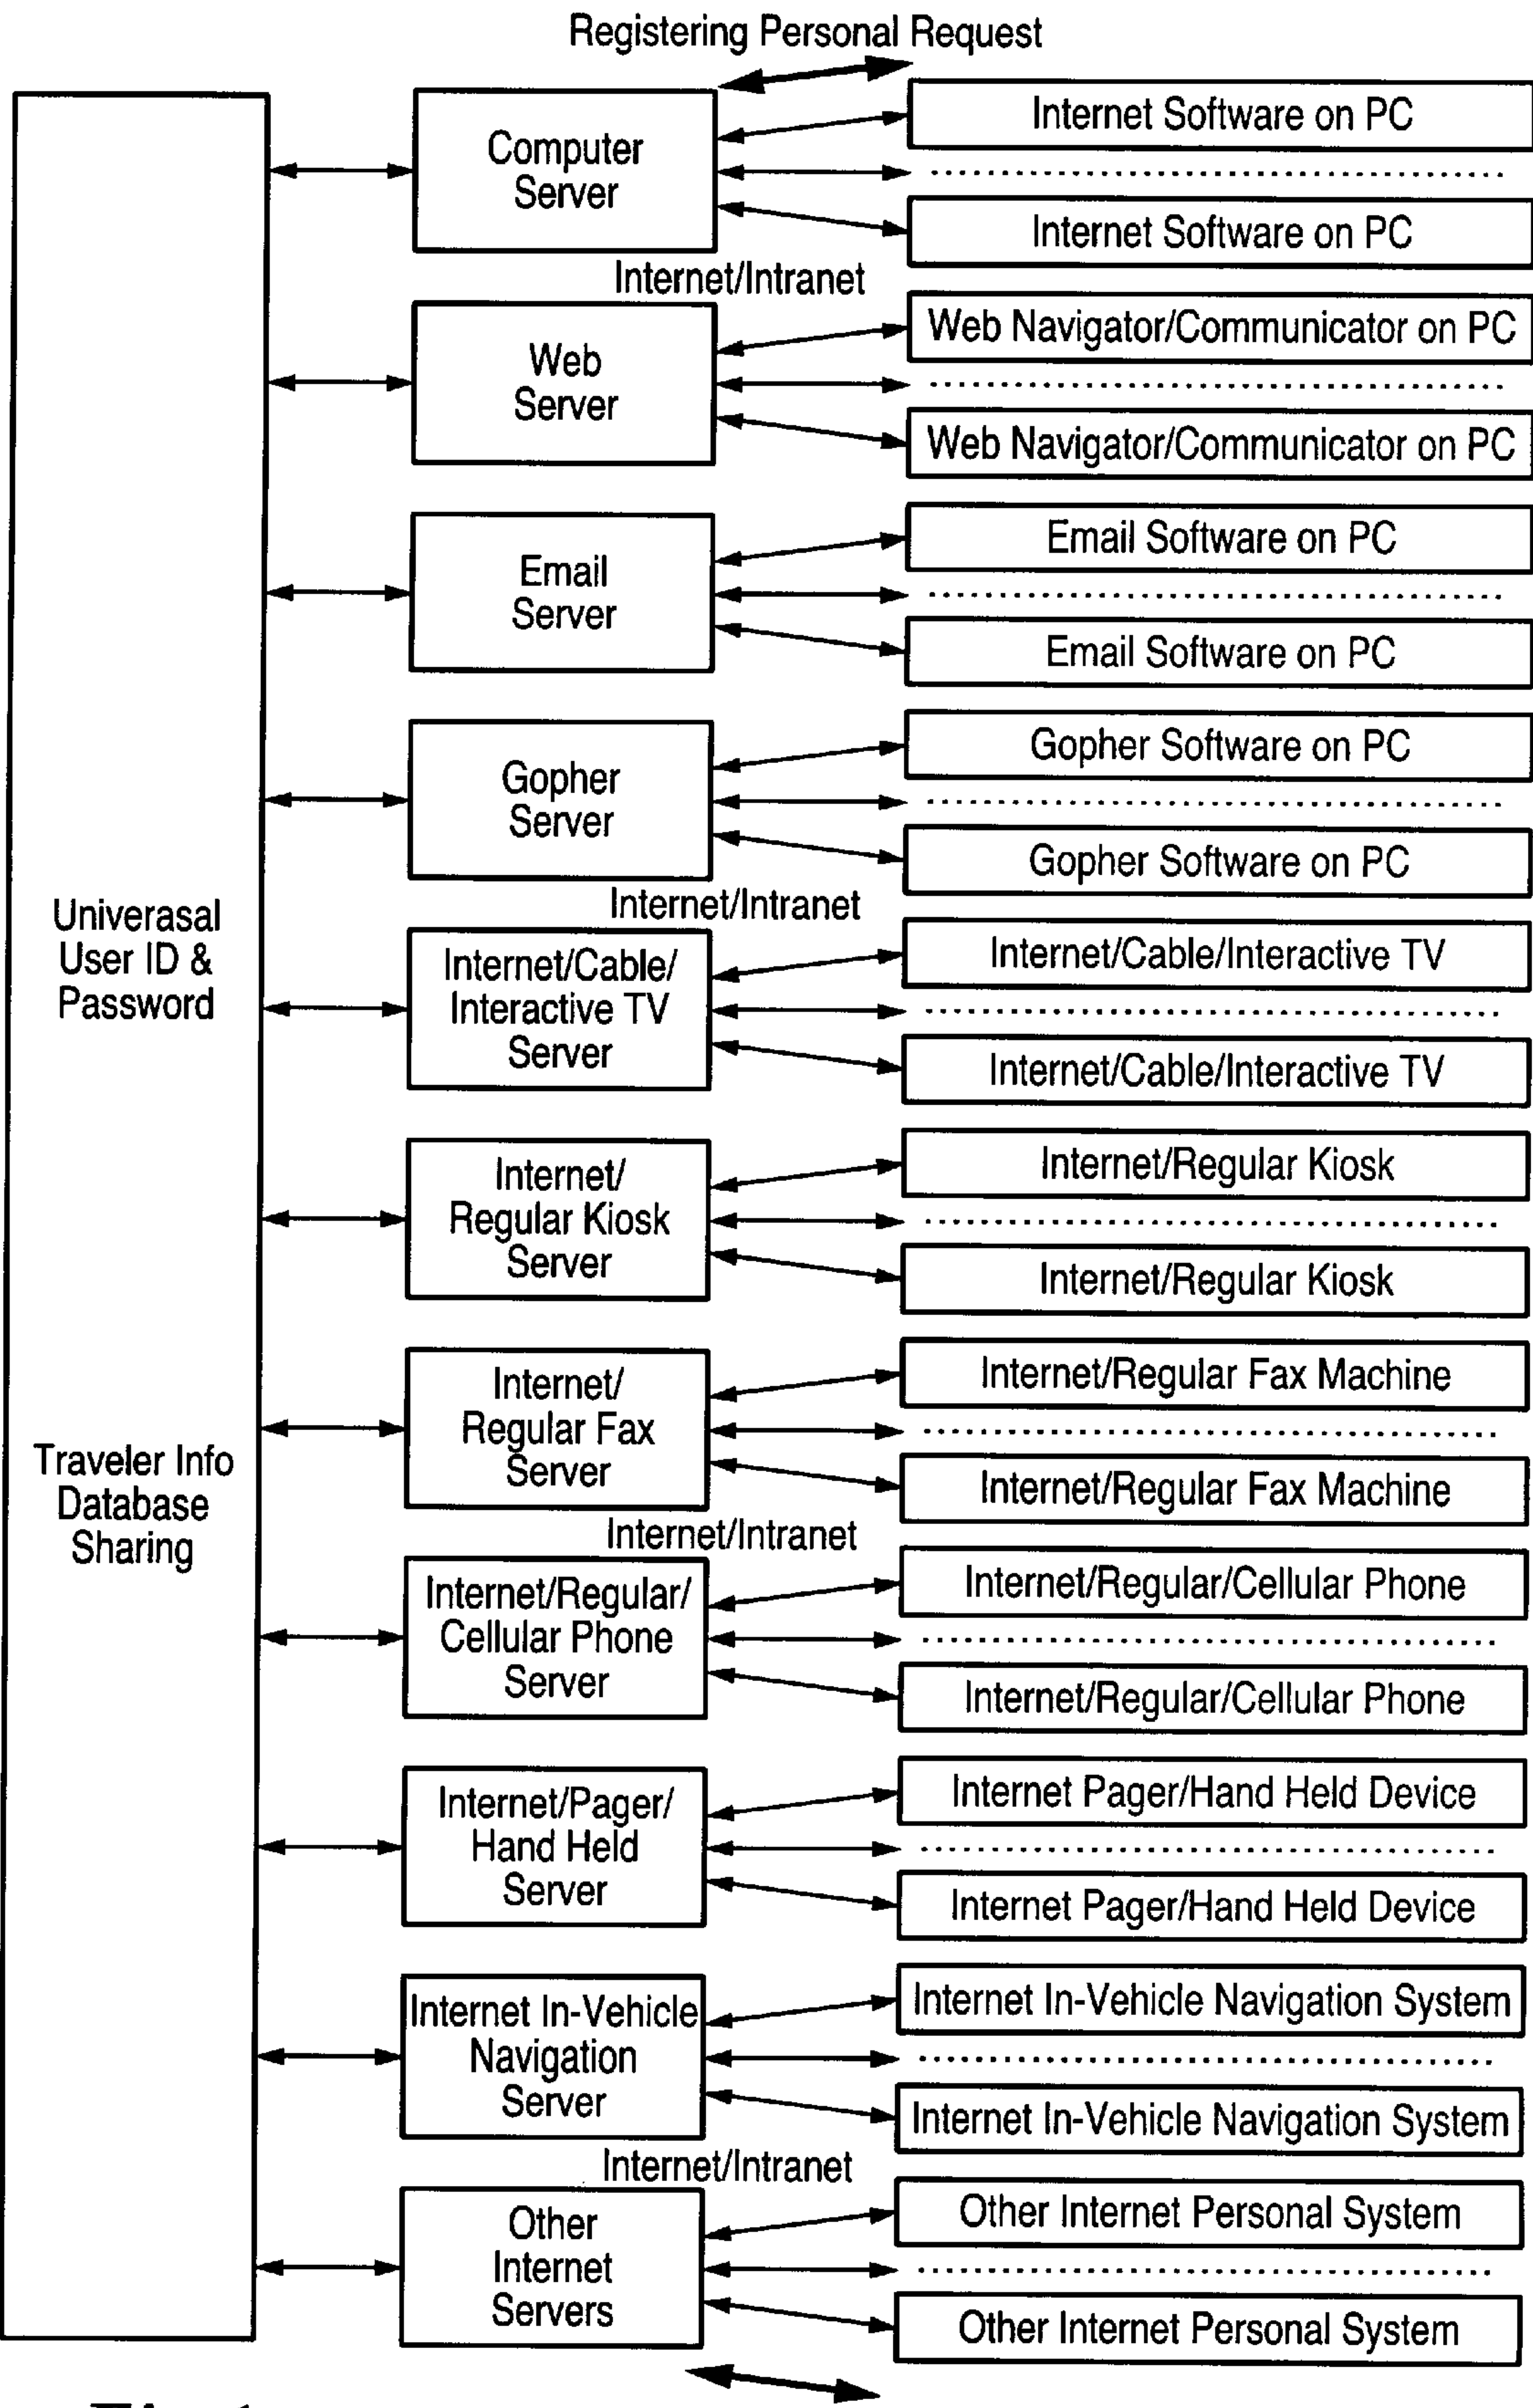 Registering Personal Request
Univerasal
User ID &
Password
Traveler Info
Database
Sharing
Computer
Server
Internet Software on PC
Internet Software on PC
Internet/Intranet
Web
Server
Web Navigator/Communicator on PC
Web Navigator/Communicator on PC
Email
Server
Email Software on PC
Email Software on PC
Gopher
Server
Gopher Software on PC
Gopher Software on PC
Internet/Intranet
Internet/Cable/
Interactive TV
Server
Internet/Cable/Interactive TV
Internet/Cable/Interactive TV
Internet/
Regular Kiosk
Server
Internet/Regular Kiosk
Internet/Regular Kiosk
Internet/
Regular Fax
Server
Internet/Regular Fax Machine
Internet/Regular Fax Machine
Internet/Intranet
Internet/Regular/
Cellular Phone
Server
Internet/Regular/Cellular Phone
Internet/Regular/Cellular Phone
Internet/Pager/
Hand Held
Server
Internet Pager/Hand Held Device
Internet Pager/Hand Held Device
Internet In-Vehicle
Navigation
Server
Internet In-Vehicle Navigation System
Internet In-Vehicle Navigation System
Internet/Intranet
Other
Internet
Servers
Other Internet Personal System
Other Internet Personal System